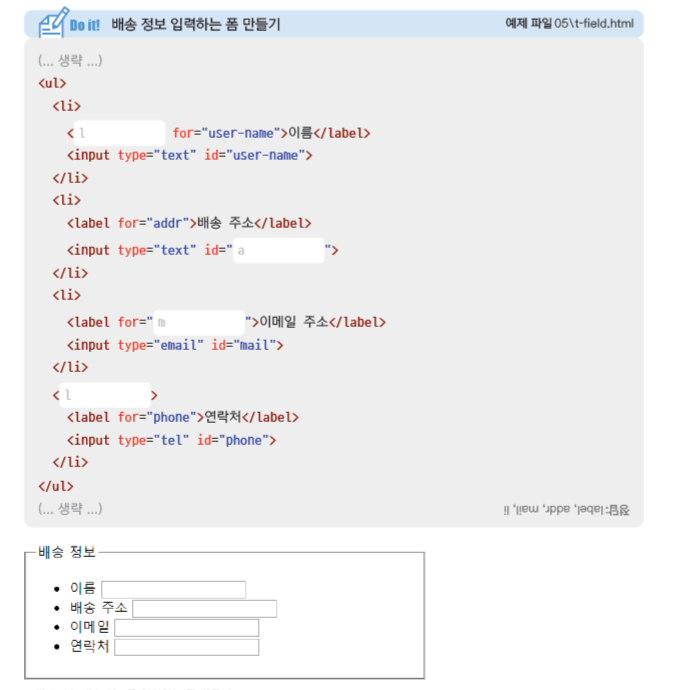 Do it! 배송 정보 입력하는 폼 만들기 예제 파일 05\t-field.html
(... 생략 ...)
<ul>
<li>
<l for="user-name">이름</label>
<input type="text" id="user-name">
</li>
<li>
<label for="addr">배송 주소</label>
<input type="text" id="a">
</li>
<li>
<label for="m">이메일 주소</label>
<input type="email" id="mail">
</li>
<l>
<label for="phone">연락처</label>
<input type="tel" id="phone">
</li>
</ul>
(... 생략 ...) 정답: label, addr, mail, li
배송 정보
• 이름
• 배송 주소
• 이메일
• 연락처